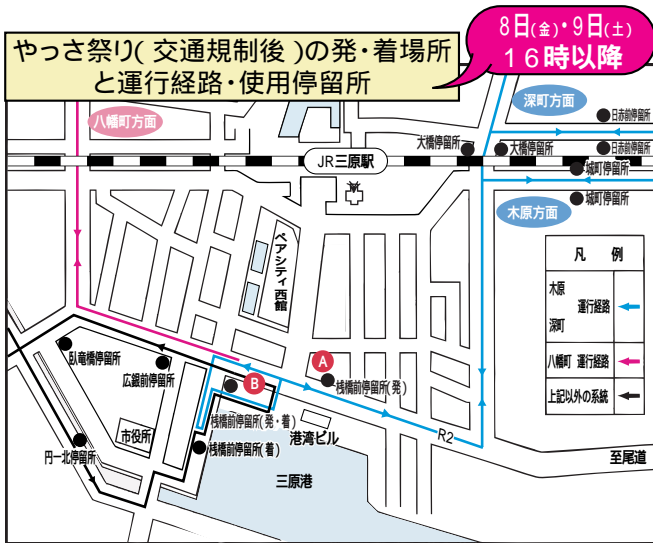 やっさ祭り(交通規制後)の発・着場所
と運行経路・使用停留所
8日(金)・9日(土)
16時以降
八幡町方面
深町方面
日赤前停留所
大橋停留所
大橋停留所
日赤前停留所
JR三原駅
城町停留所
城町停留所
木原方面
ペアシティ西館
凡 例
木原
深町
運行経路
八幡町 運行経路
上記以外の系統
臥竜橋停留所
広銀前停留所
A
B
桟橋前停留所(発)
桟橋前停留所(発・着)
市役所
港湾ビル
R2
円一北停留所
桟橋前停留所(着)
至尾道
三原港